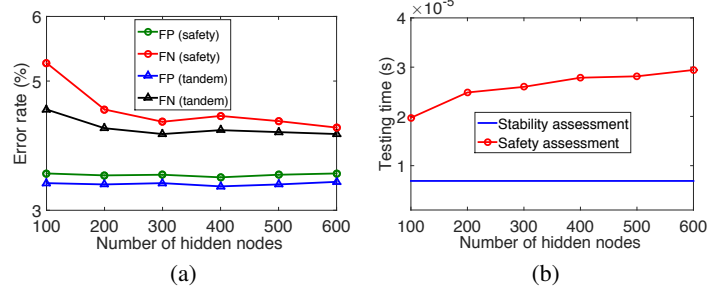 6
5
3
Error rate (%)
FP (safety)
FN (safety)
FP (tandem)
FN (tandem)
100 200 300 400 500 600
Number of hidden nodes
(a)
4 × 10⁻⁵
3
2
1
Testing time (s)
Stability assessment
Safety assessment
100 200 300 400 500 600
Number of hidden nodes
(b)